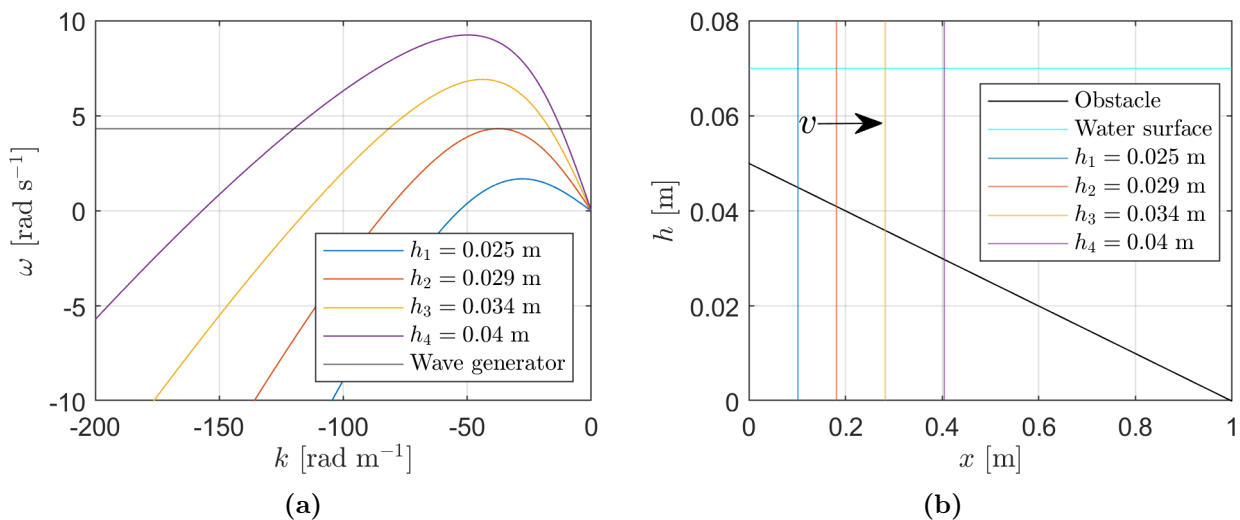 10
5
0
-5
-10
ω [rad s⁻¹]
h₁ = 0.025 m
h₂ = 0.029 m
h₃ = 0.034 m
h₄ = 0.04 m
Wave generator
-200
-150
-100
-50
0
k [rad m⁻¹]
(a)
0.08
0.06
0.04
0.02
0
h [m]
v
Obstacle
Water surface
h₁ = 0.025 m
h₂ = 0.029 m
h₃ = 0.034 m
h₄ = 0.04 m
0
0.2
0.4
0.6
0.8
1
x [m]
(b)